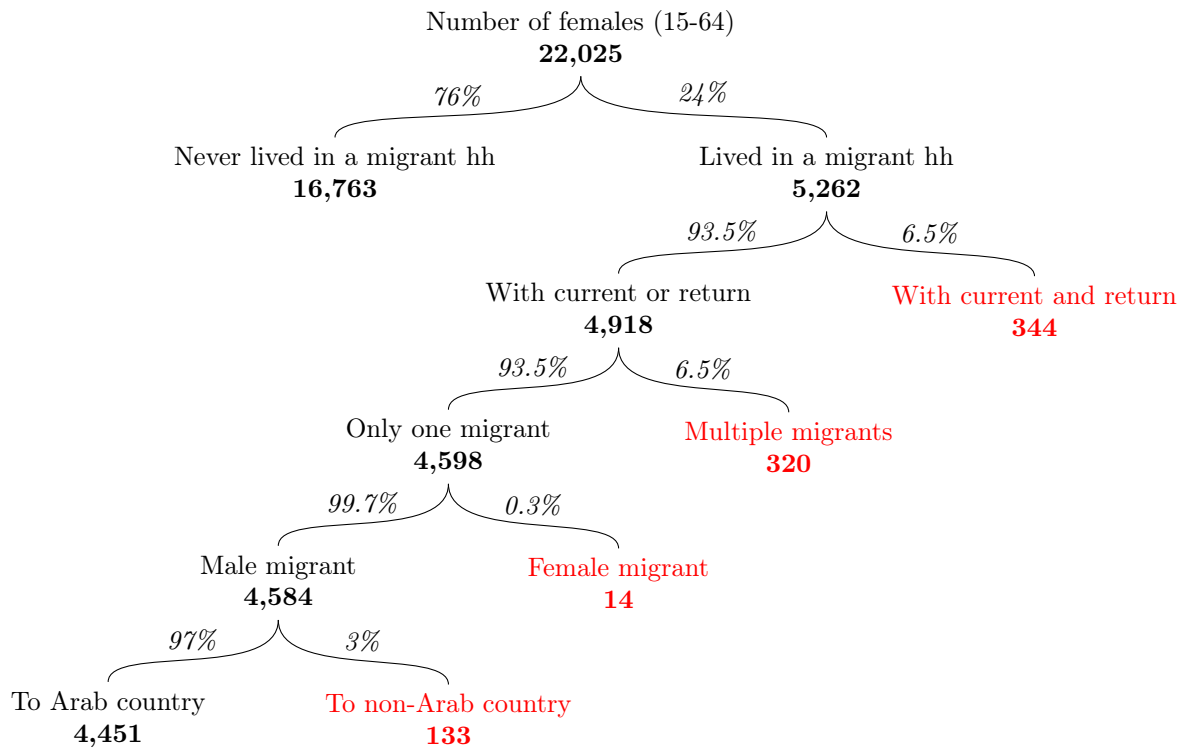 Number of females (15-64)
22,025
76%
24%
Never lived in a migrant hh
16,763
Lived in a migrant hh
5,262
93.5%
6.5%
With current or return
4,918
With current and return
344
93.5%
6.5%
Only one migrant
4,598
Multiple migrants
320
99.7%
0.3%
Male migrant
4,584
Female migrant
14
97%
3%
To Arab country
4,451
To non-Arab country
133